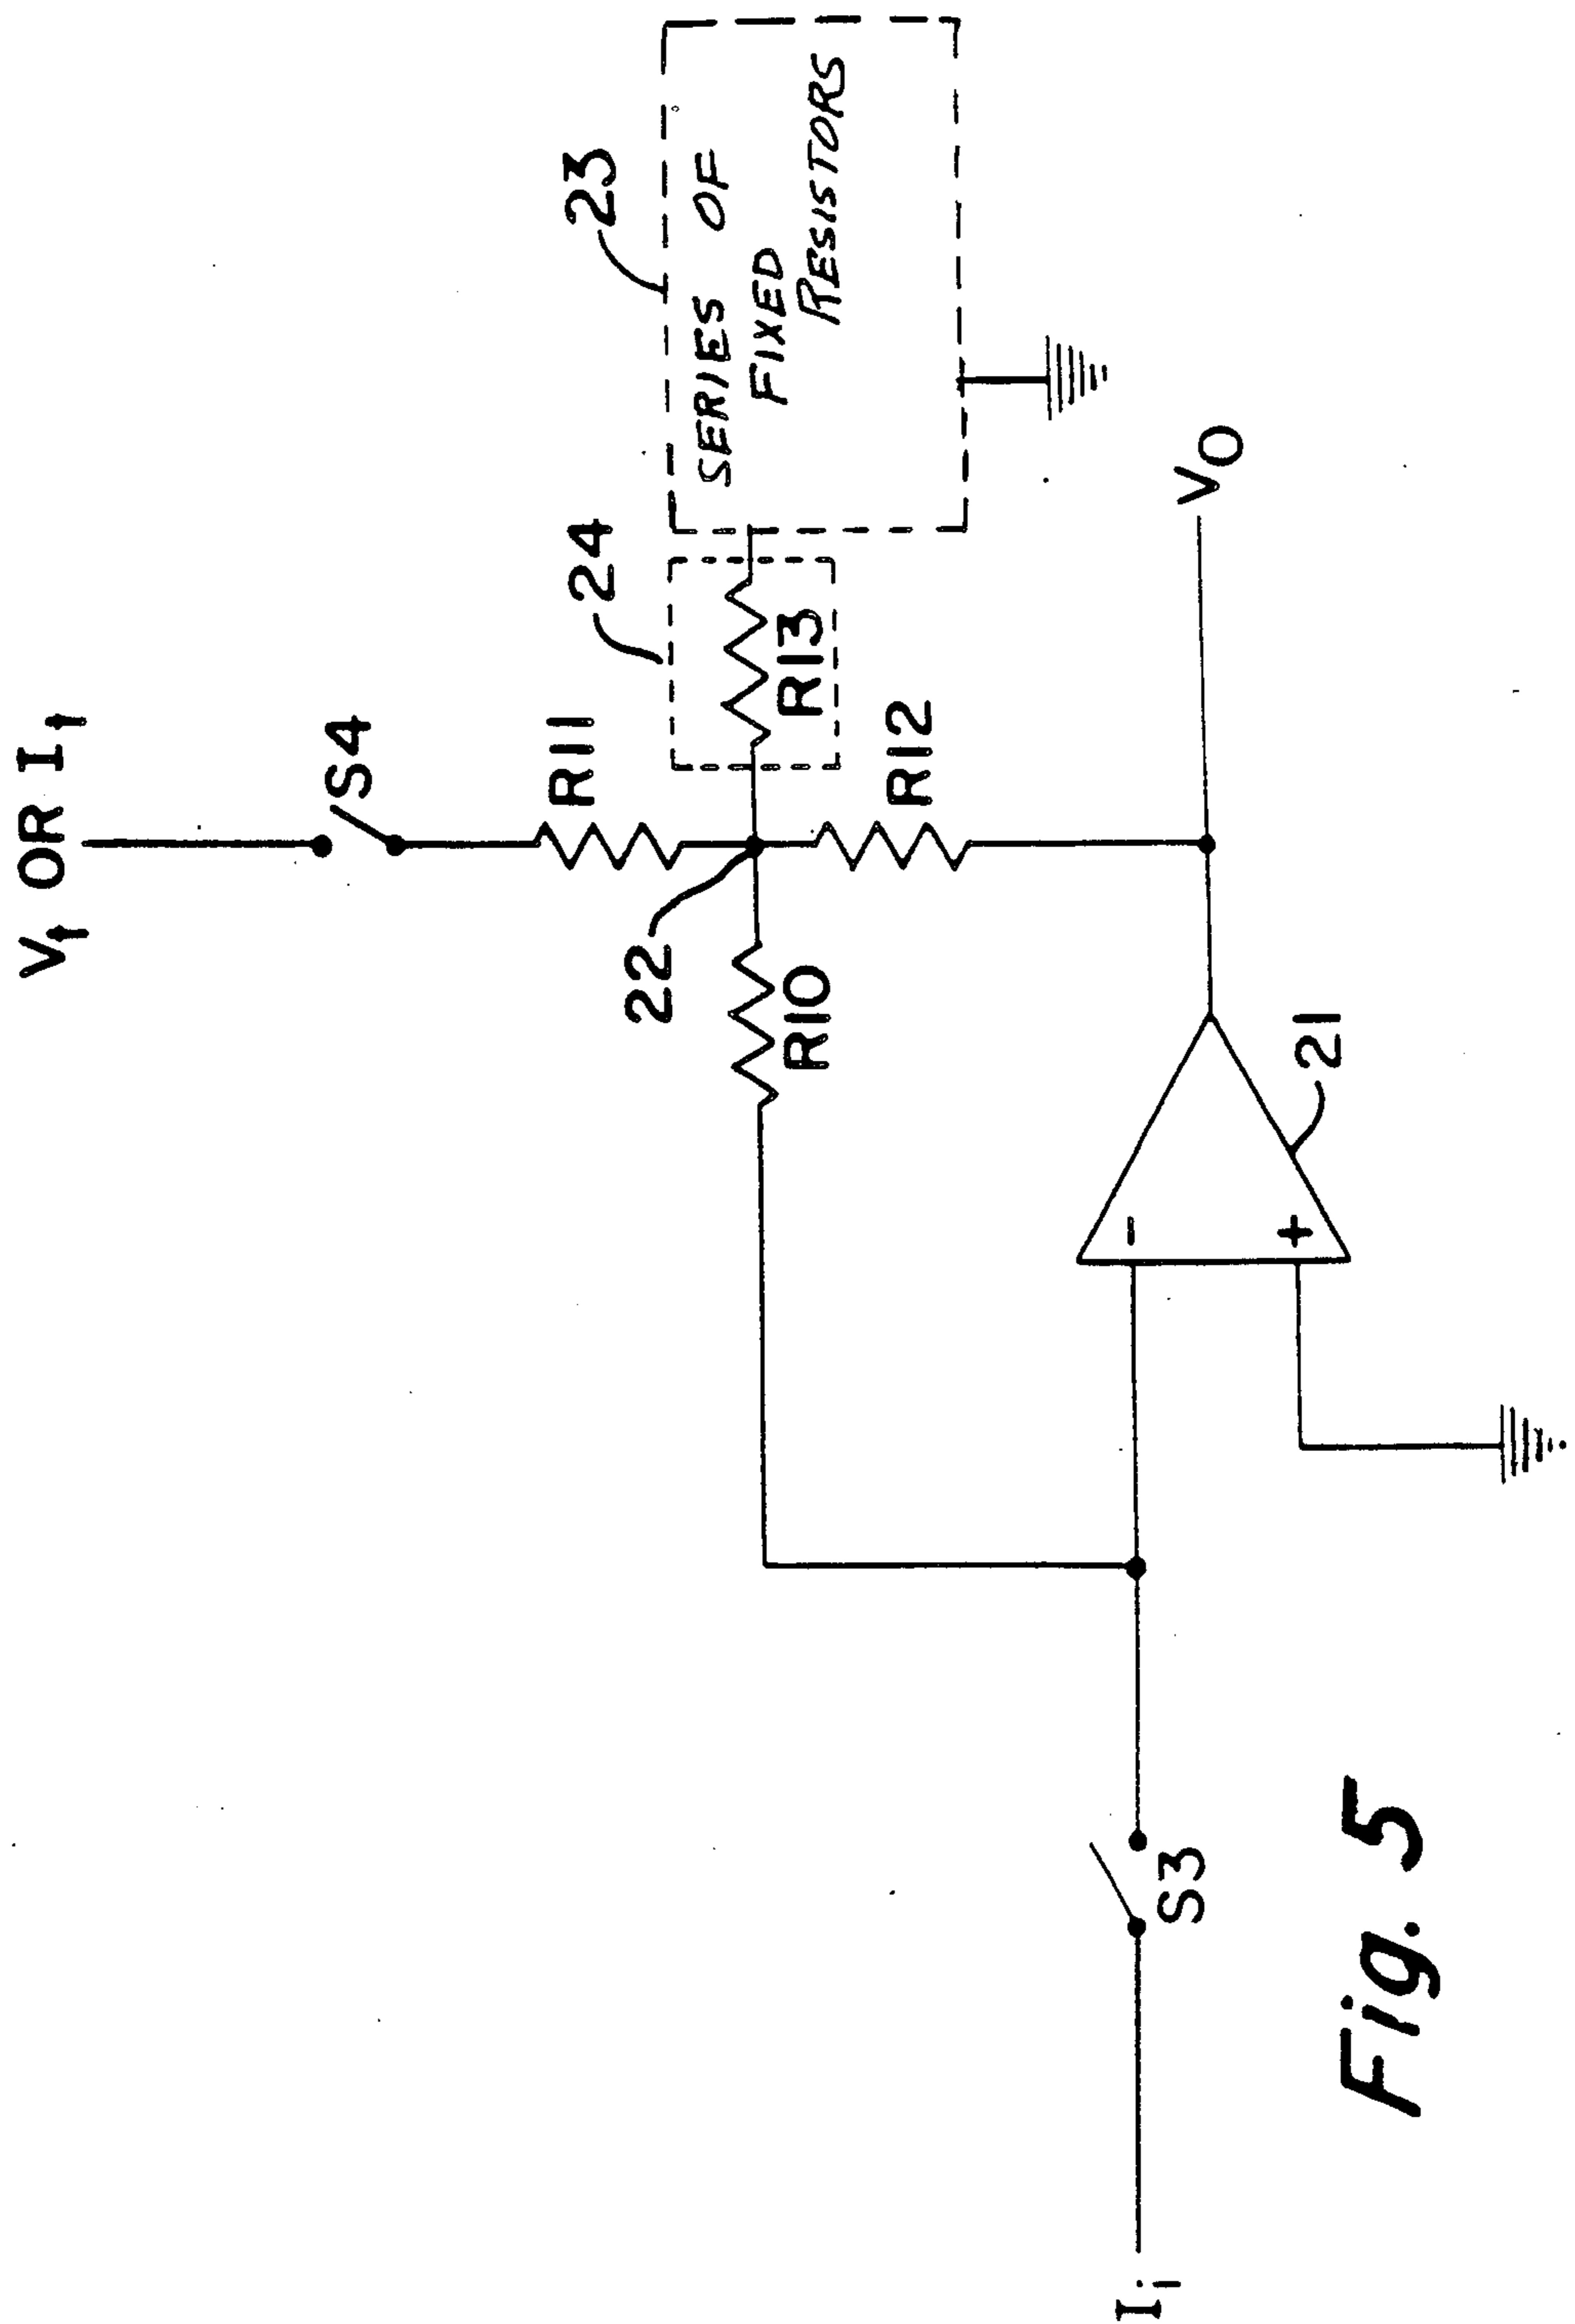 Vt OR It
S4
R11
24
23
22
R10
R13
SERIES OF
FIXED
RESISTORS
R12
VO
-
+
21
Ii
S3
Fig. 5